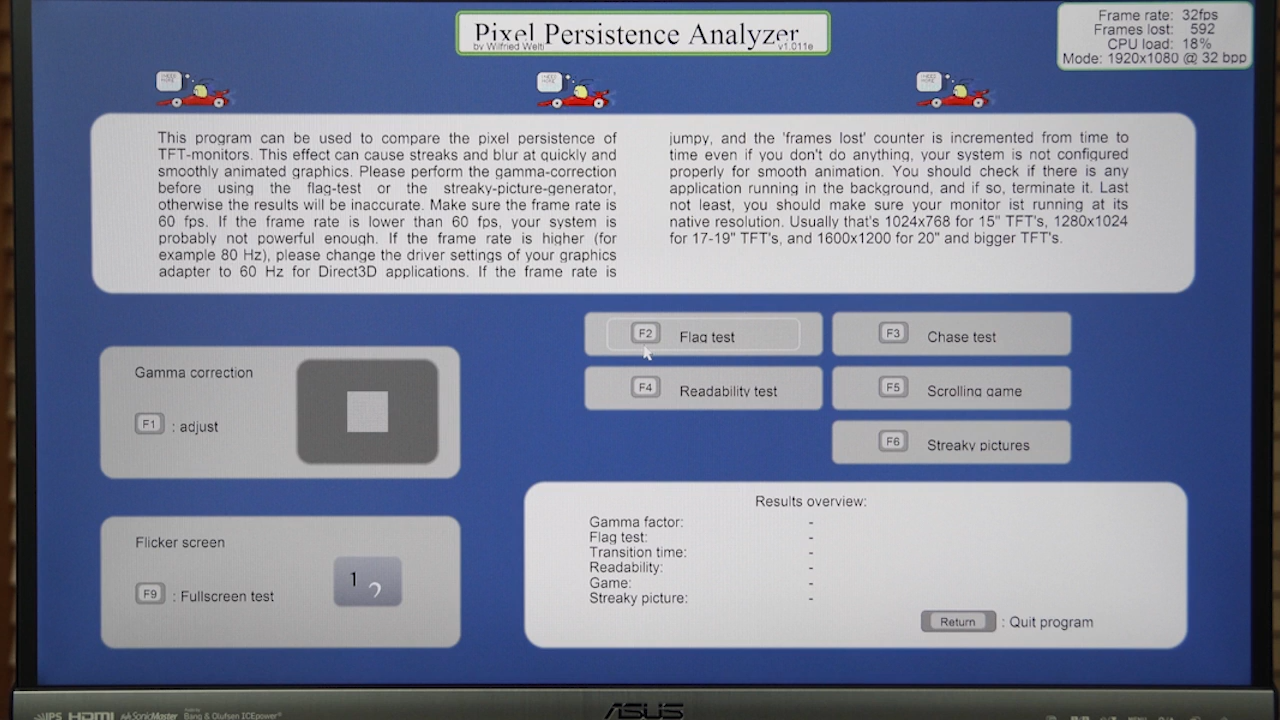 Pixel Persistence Analyzer
by Wilfried Welti
v1.011e
Frame rate: 32fps
Frames lost: 592
CPU load: 18%
Mode: 1920x1080 @ 32 bpp
I NEED MORE
I NEED MORE
I NEED MORE
This program can be used to compare the pixel persistence of
TFT-monitors. This effect can cause streaks and blur at quickly and
smoothly animated graphics. Please perform the gamma-correction
before using the flag-test or the streaky-picture-generator,
otherwise the results will be inaccurate. Make sure the frame rate is
60 fps. If the frame rate is lower than 60 fps, your system is
probably not powerful enough. If the frame rate is higher (for
example 80 Hz), please change the driver settings of your graphics
adapter to 60 Hz for Direct3D applications. If the frame rate is
jumpy, and the 'frames lost' counter is incremented from time to
time even if you don't do anything, your system is not configured
properly for smooth animation. You should check if there is any
application running in the background, and if so, terminate it. Last
not least, you should make sure your monitor ist running at its
native resolution. Usually that's 1024x768 for 15" TFT's, 1280x1024
for 17-19" TFT's, and 1600x1200 for 20" and bigger TFT's.
F2 Flag test
F3 Chase test
F4 Readability test
F5 Scrolling game
F6 Streaky pictures
Gamma correction
F1 : adjust
Flicker screen
F9 : Fullscreen test
1 2
Results overview:
Gamma factor: -
Flag test: -
Transition time: -
Readability: -
Game: -
Streaky picture: -
Return : Quit program
IPS HDMI SonicMaster Bang & Olufsen ICEpower®
ASUS